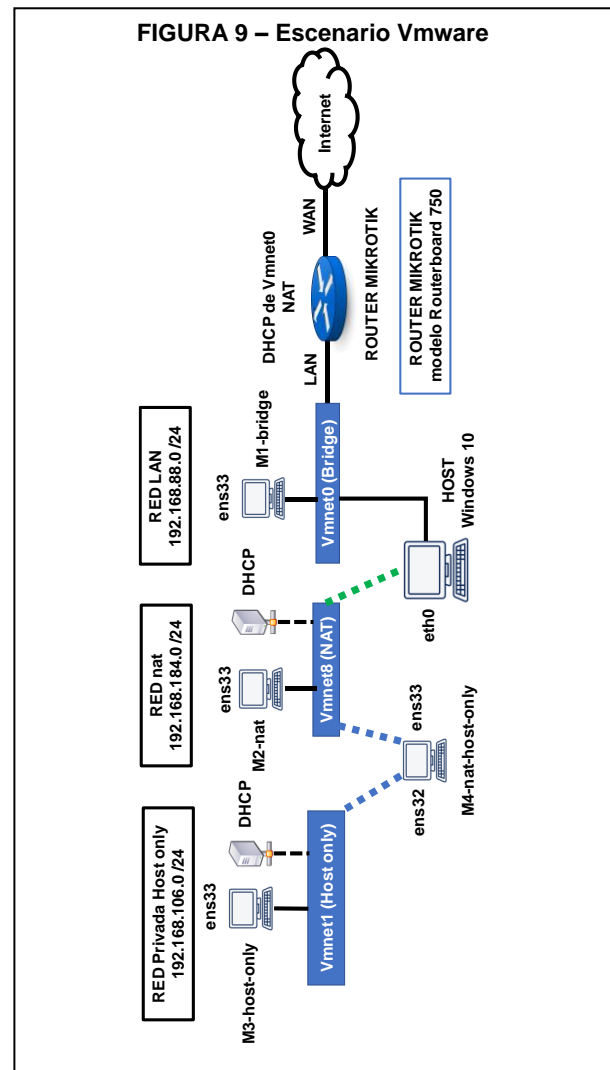 FIGURA 9 – Escenario Vmware
RED Privada Host only
192.168.106.0 /24
RED nat
192.168.184.0 /24
RED LAN
192.168.88.0 /24
ens33
M3-host-only
DHCP
Vmnet1 (Host only)
ens33
M2-nat
DHCP
Vmnet8 (NAT)
ens33
M1-bridge
Vmnet0 (Bridge)
ens32
ens33
M4-nat-host-only
eth0
HOST
Windows 10
DHCP de Vmnet0
NAT
LAN
WAN
Internet
ROUTER MIKROTIK
ROUTER MIKROTIK
modelo Routerboard 750